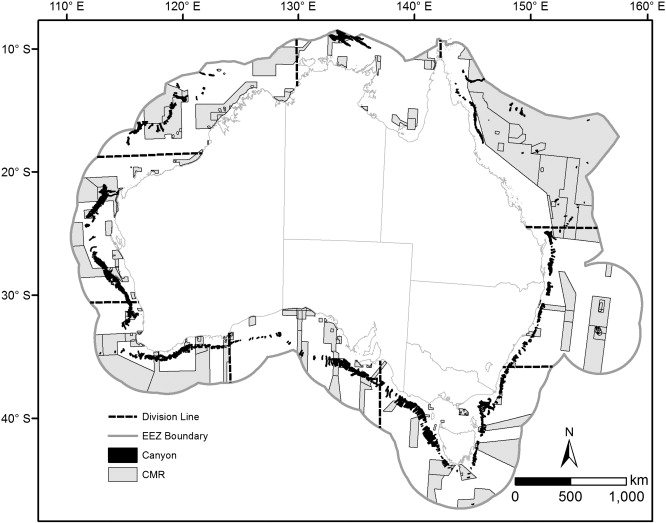 110° E 120° E 130° E 140° E 150° E 160° E
10° S
20° S
30° S
40° S
Division Line
EEZ Boundary
Canyon
CMR
N
km
0 500 1,000